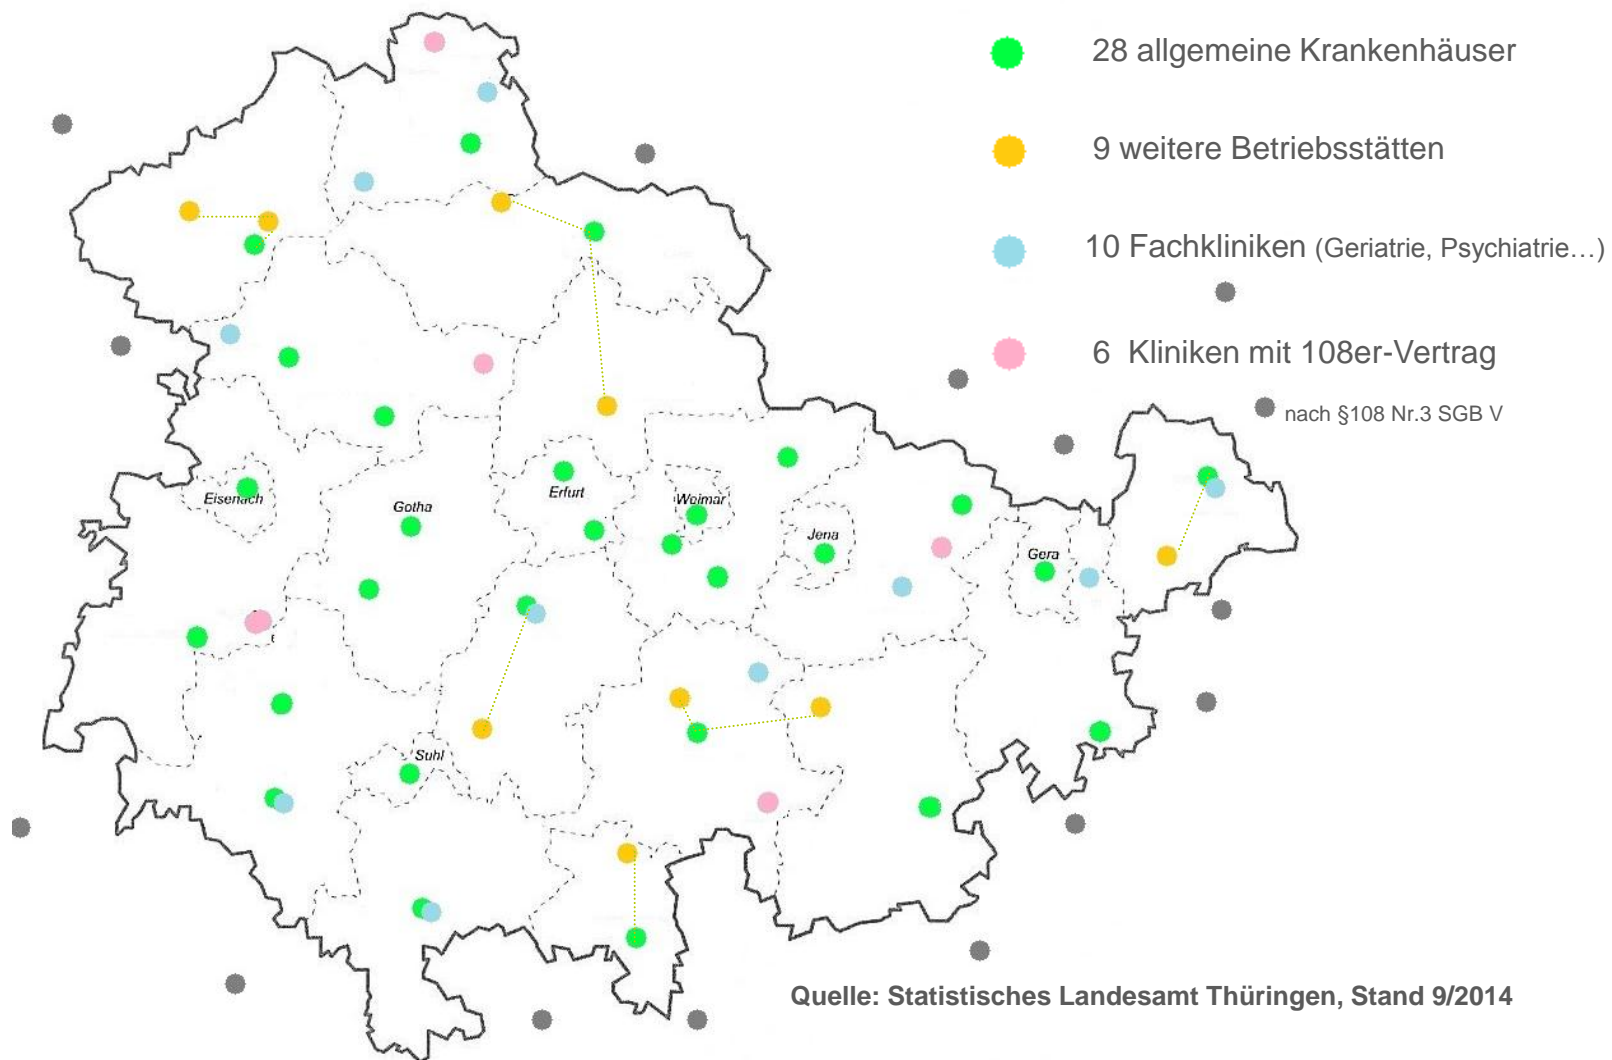 28 allgemeine Krankenhäuser
9 weitere Betriebsstätten
10 Fachkliniken (Geriatrie, Psychiatrie…)
6 Kliniken mit 108er-Vertrag
nach §108 Nr.3 SGB V
Eisenach
Gotha
Erfurt
Weimar
Jena
Gera
Suhl
Quelle: Statistisches Landesamt Thüringen, Stand 9/2014